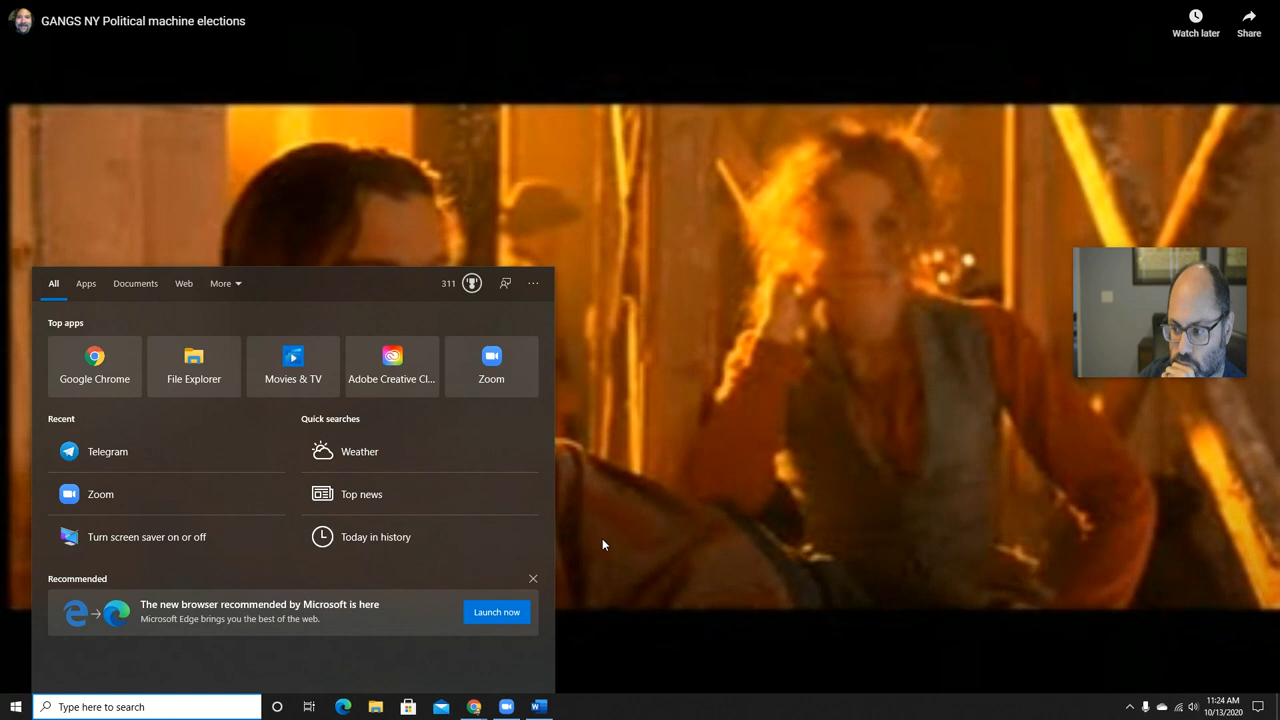 GANGS NY Political machine elections
Watch later
Share
All
Apps
Documents
Web
More
311
Top apps
Google Chrome
File Explorer
Movies & TV
Adobe Creative Cl...
Zoom
Recent
Quick searches
Telegram
Weather
Zoom
Top news
Turn screen saver on or off
Today in history
Recommended
The new browser recommended by Microsoft is here
Microsoft Edge brings you the best of the web.
Launch now
Type here to search
11:24 AM
10/13/2020